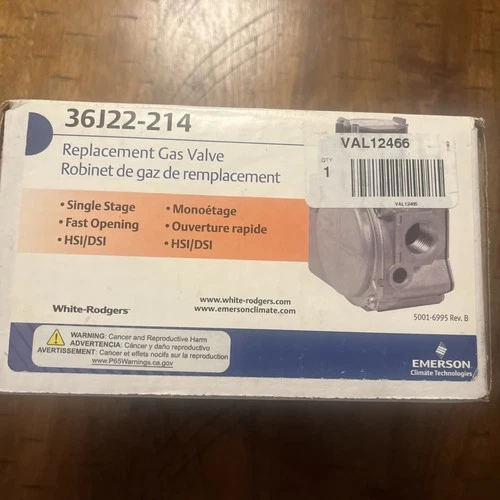 36J22-214
Replacement Gas Valve
Robinet de gaz de remplacement
• Single Stage
• Fast Opening
• HSI/DSI
• Monoétage
• Ouverture rapide
• HSI/DSI
VAL12466
QTY
1
VAL12466
White-Rodgers
www.white-rodgers.com
www.emersonclimate.com
5001-6995 Rev. B
WARNING: Cancer and Reproductive Harm
ADVERTENCIA: Cáncer y daño reproductivo
AVERTISSEMENT: Cancer et effets nocifs sur la reproduction
www.P65Warnings.ca.gov
EMERSON
Climate Technologies